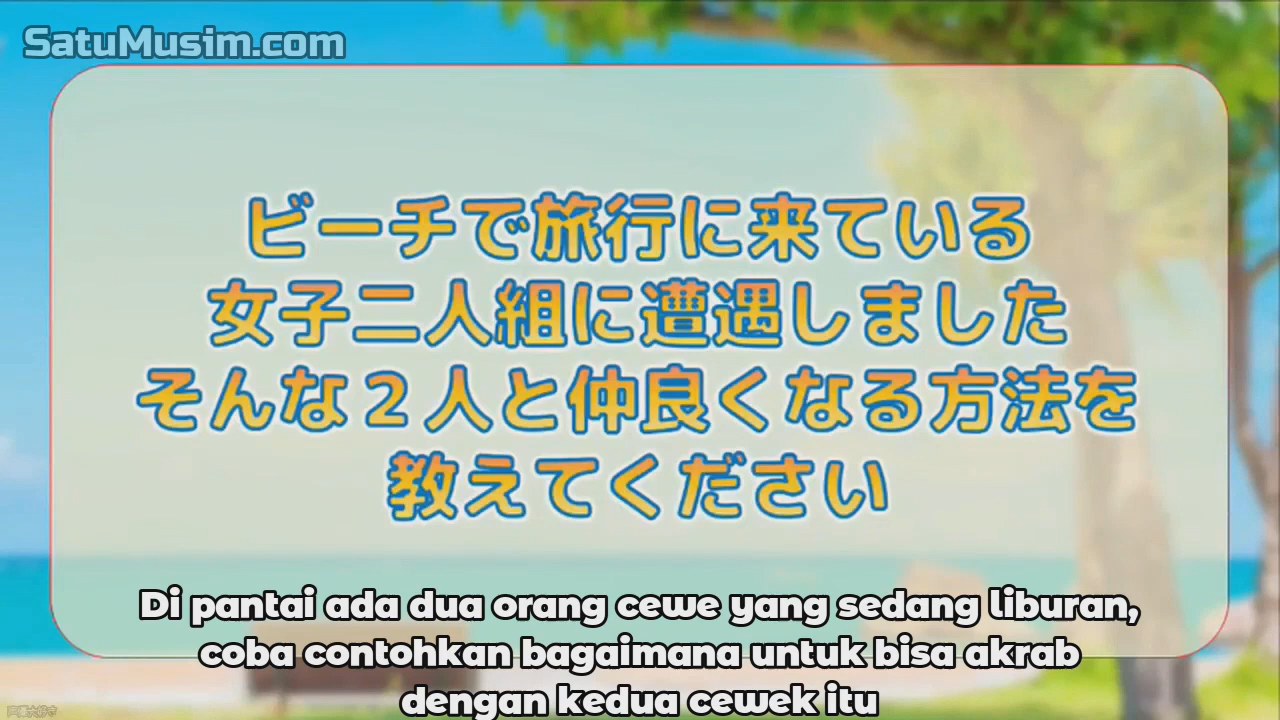 SatuMusim.com
ビーチで旅行に来ている
女子二人組に遭遇しました
そんな２人と仲良くなる方法を
教えてください
Di pantai ada dua orang cewe yang sedang liburan,
coba contohkan bagaimana untuk bisa akrab
dengan kedua cewek itu